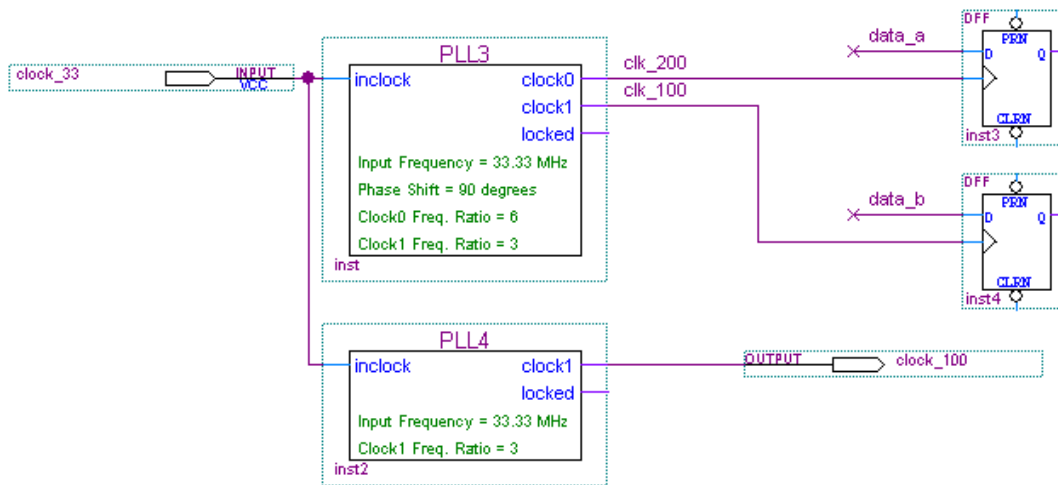 clock_33
INPUT
VCC
PLL3
inclock
clock0
clock1
locked
Input Frequency = 33.33 MHz
Phase Shift = 90 degrees
Clock0 Freq. Ratio = 6
Clock1 Freq. Ratio = 3
inst
clk_200
clk_100
data_a
DFF
PRN
D
Q
CLRN
inst3
data_b
DFF
PRN
D
Q
CLRN
inst4
PLL4
inclock
clock1
locked
Input Frequency = 33.33 MHz
Clock1 Freq. Ratio = 3
inst2
OUTPUT
clock_100